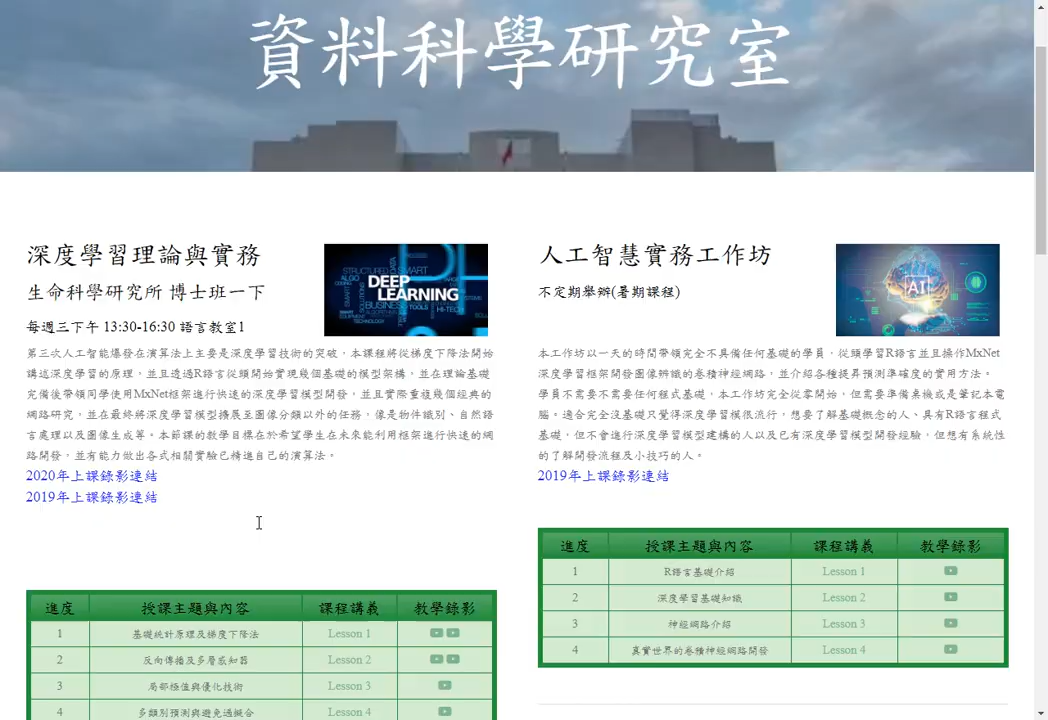 資料科學研究室
深度學習理論與實務
生命科學研究所 博士班一下
每週三下午 13:30-16:30 語言教室1
STRUCTURED SMART
DEEP
LEARNING
第三次人工智能爆發在演算法上主要是深度學習技術的突破，本課程將從梯度下降法開始
講述深度學習的原理，並且透過R語言從頭開始實現幾個基礎的模型架構，並在理論基礎
完備後帶領同學使用MxNet框架進行快速的深度學習模型開發，並且實際重複幾個經典的
網路研究，並在最終將深度學習模型擴展至圖像分類以外的任務，像是物件識別、自然語
言處理以及圖像生成等。本節課的教學目標在於希望學生在未來能利用框架進行快速的網
路開發，並有能力做出各式相關實驗已精進自己的演算法。
2020年上課錄影連結
2019年上課錄影連結
進度 授課主題與內容 課程講義 教學錄影
1 基礎統計原理及梯度下降法 Lesson 1
2 反向傳播及多層感知器 Lesson 2
3 局部極值與優化技術 Lesson 3
4 多類別預測與避免過擬合 Lesson 4
人工智慧實務工作坊
不定期舉辦(暑期課程)
AI
本工作坊以一天的時間帶領完全不具備任何基礎的學員，從頭學習R語言並且操作MxNet
深度學習框架開發圖像辨識的卷積神經網路，並介紹各種提昇預測準確度的實用方法。
學員不需要不需要任何程式基礎，本工作坊完全從零開始，但需要準備桌機或是筆記本電
腦。適合完全沒基礎只覺得深度學習模很流行，想要了解基礎概念的人、具有R語言程式
基礎，但不會進行深度學習模型建構的人以及已有深度學習模型開發經驗，但想有系統性
的了解開發流程及小技巧的人。
2019年上課錄影連結
進度 授課主題與內容 課程講義 教學錄影
1 R語言基礎介紹 Lesson 1
2 深度學習基礎知識 Lesson 2
3 神經網路介紹 Lesson 3
4 真實世界的卷積神經網路開發 Lesson 4